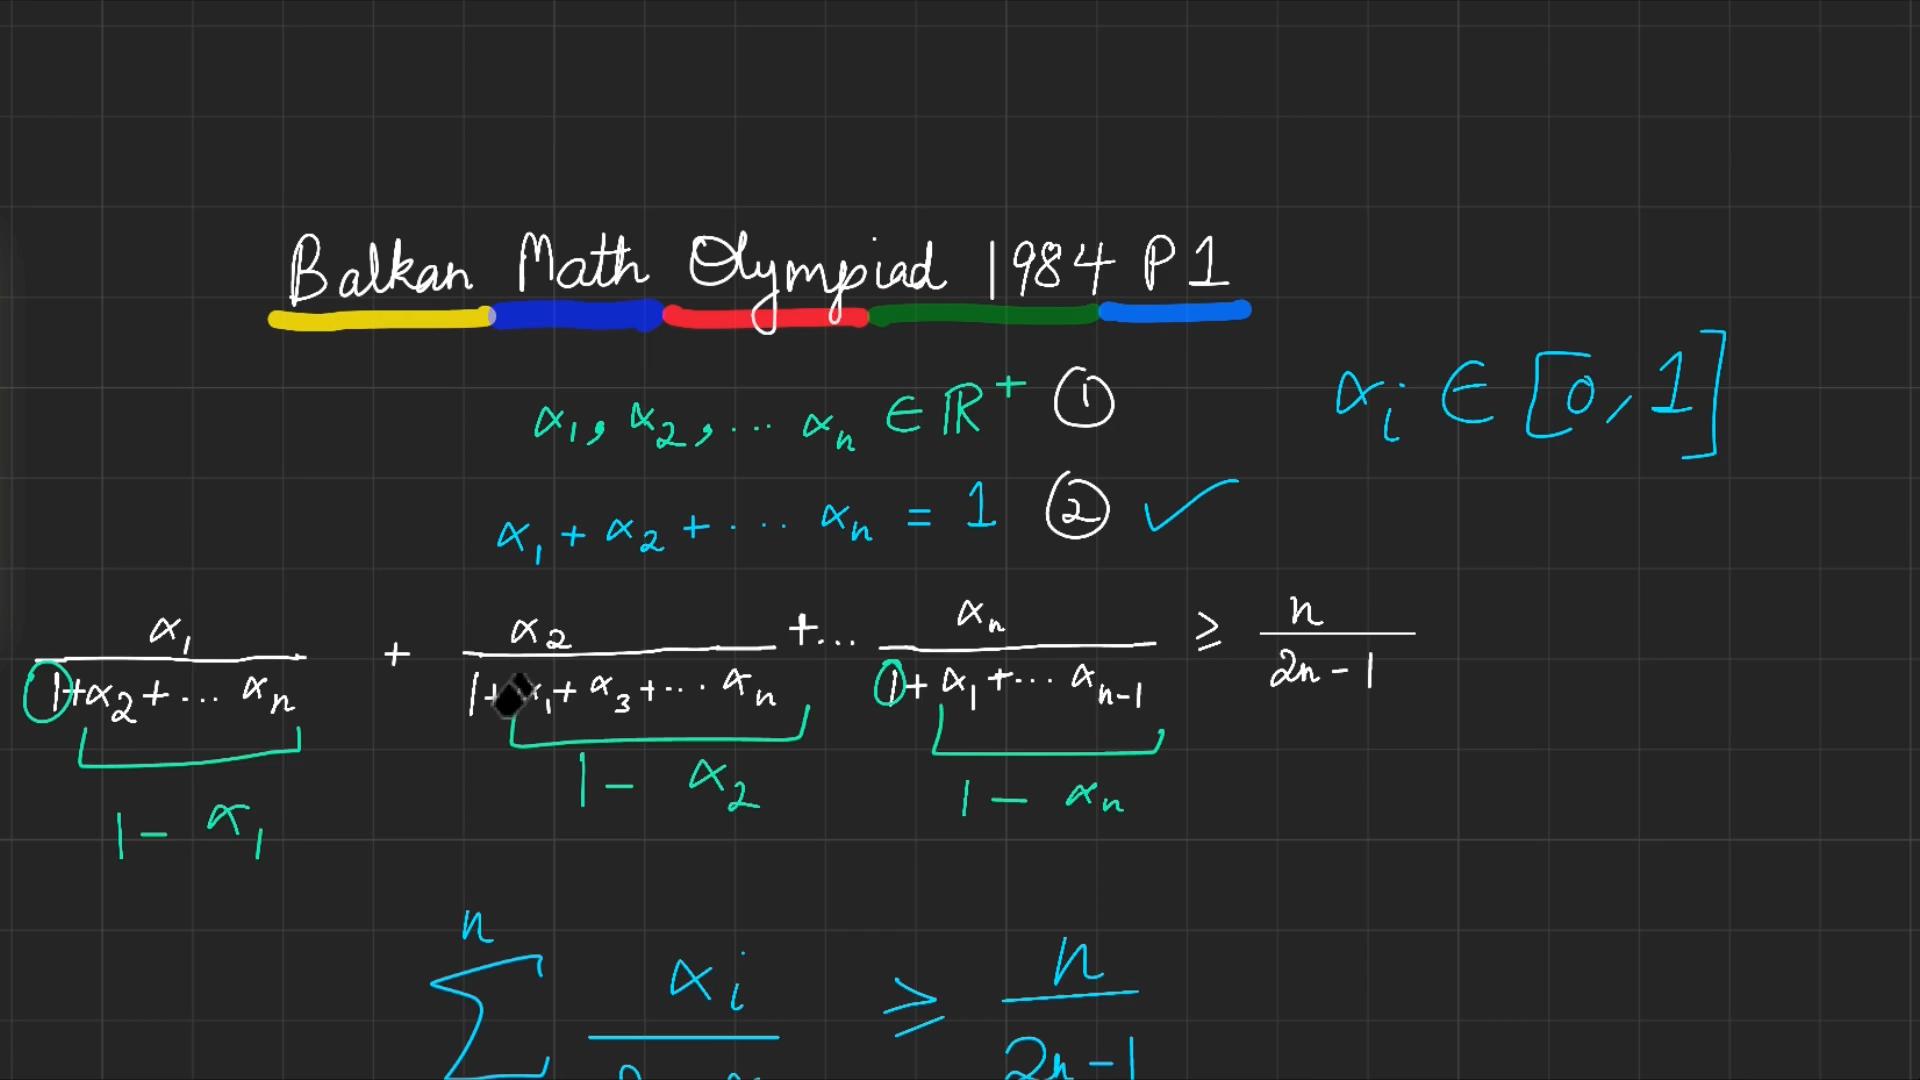 Balkan Math Olympiad 1984 P1
α₁, α₂, ... αₙ ∈ ℝ⁺ ①
αᵢ ∈ [0, 1]
α₁ + α₂ + .... αₙ = 1 ② ✓
α₁/(1+α₂+... αₙ) + α₂/(1+α₁+α₃+... αₙ) +... αₙ/(1+α₁+... αₙ₋₁) ≥ n/(2n-1)
1 - α₁
1 - α₂
1 - αₙ
n
∑ αᵢ ≥ n/(2n-1)